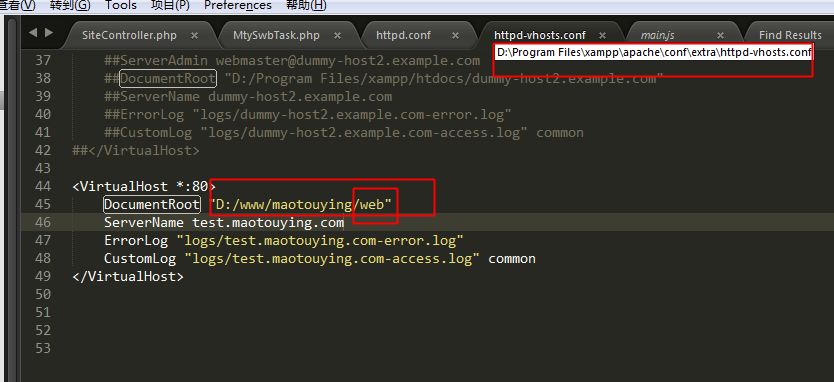 查看(V) 转到(G) Tools 项目(P) Preferences 帮助(H)
SiteController.php × MtySwbTask.php × httpd.conf × httpd-vhosts.conf × main.js × Find Results
D:\Program Files\xampp\apache\conf\extra\httpd-vhosts.conf
37 ##ServerAdmin webmaster@dummy-host2.example.com
38 ##DocumentRoot "D:/Program Files/xampp/htdocs/dummy-host2.example.com"
39 ##ServerName dummy-host2.example.com
40 ##ErrorLog "logs/dummy-host2.example.com-error.log"
41 ##CustomLog "logs/dummy-host2.example.com-access.log" common
42 ##</VirtualHost>
43
44 <VirtualHost *:80>
45 DocumentRoot "D:/www/maotouying/web"
46 ServerName test.maotouying.com
47 ErrorLog "logs/test.maotouying.com-error.log"
48 CustomLog "logs/test.maotouying.com-access.log" common
49 </VirtualHost>
50
51
52
53